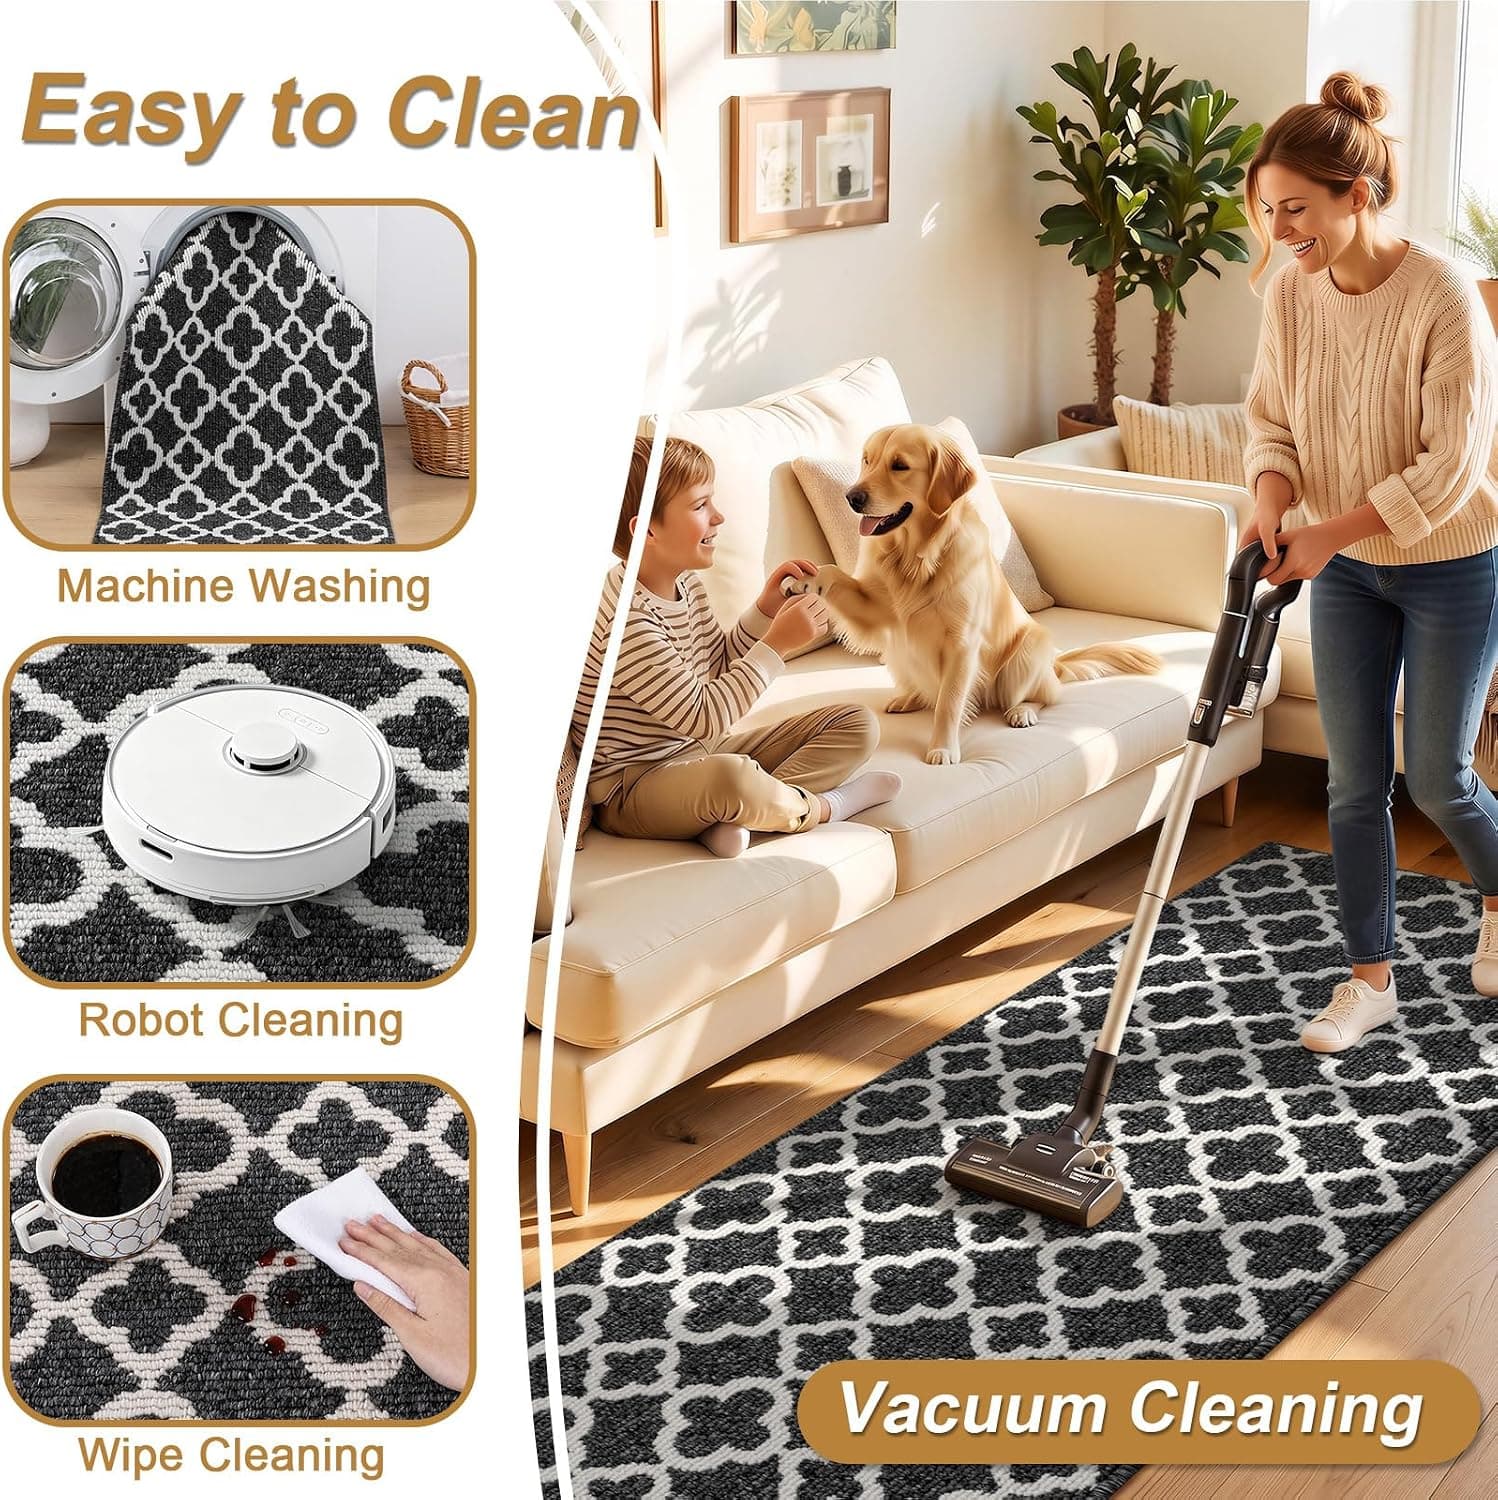 Easy to Clean
Machine Washing
Robot Cleaning
Wipe Cleaning
Vacuum Cleaning